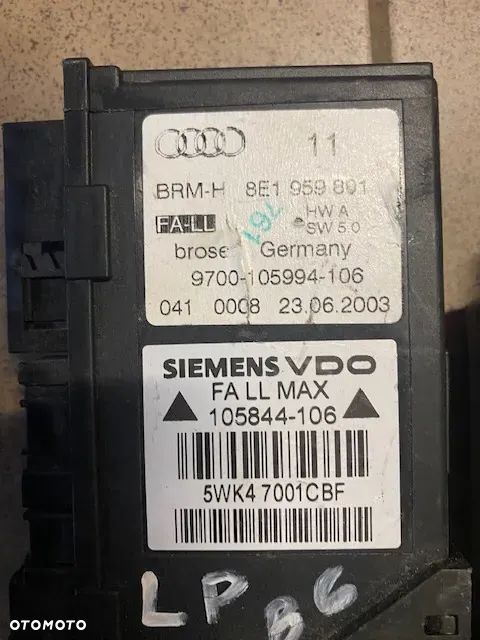 11
BRM-H 8E1 959 801
FA-LL HW A
SW 5.0
761
brose Germany
9700-105994-106
041 0008 23.06.2003
SIEMENS VDO
FA LL MAX
105844-106
5WK4 7001CBF
LP B6
OTOMOTO